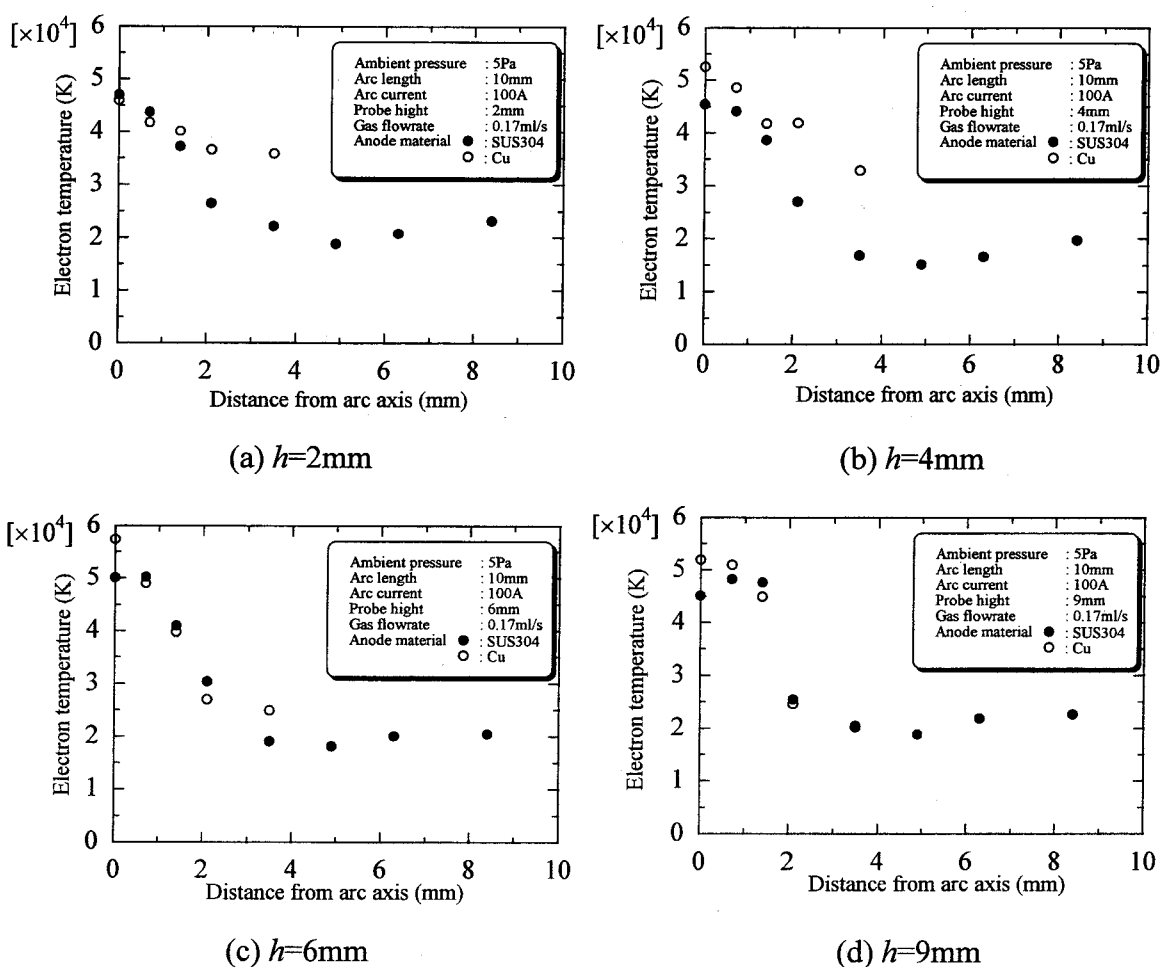 [×10⁴]
6
5
4
3
2
1
0
Electron temperature (K)
Ambient pressure : 5Pa
Arc length : 10mm
Arc current : 100A
Probe hight : 2mm
Gas flowrate : 0.17ml/s
Anode material ● : SUS304
○ : Cu
0 2 4 6 8 10
Distance from arc axis (mm)
(a) h=2mm
[×10⁴]
6
5
4
3
2
1
0
Electron temperature (K)
Ambient pressure : 5Pa
Arc length : 10mm
Arc current : 100A
Probe hight : 4mm
Gas flowrate : 0.17ml/s
Anode material ● : SUS304
○ : Cu
0 2 4 6 8 10
Distance from arc axis (mm)
(b) h=4mm
[×10⁴]
6
5
4
3
2
1
0
Electron temperature (K)
Ambient pressure : 5Pa
Arc length : 10mm
Arc current : 100A
Probe hight : 6mm
Gas flowrate : 0.17ml/s
Anode material ● : SUS304
○ : Cu
0 2 4 6 8 10
Distance from arc axis (mm)
(c) h=6mm
[×10⁴]
6
5
4
3
2
1
0
Electron temperature (K)
Ambient pressure : 5Pa
Arc length : 10mm
Arc current : 100A
Probe hight : 9mm
Gas flowrate : 0.17ml/s
Anode material ● : SUS304
○ : Cu
0 2 4 6 8 10
Distance from arc axis (mm)
(d) h=9mm